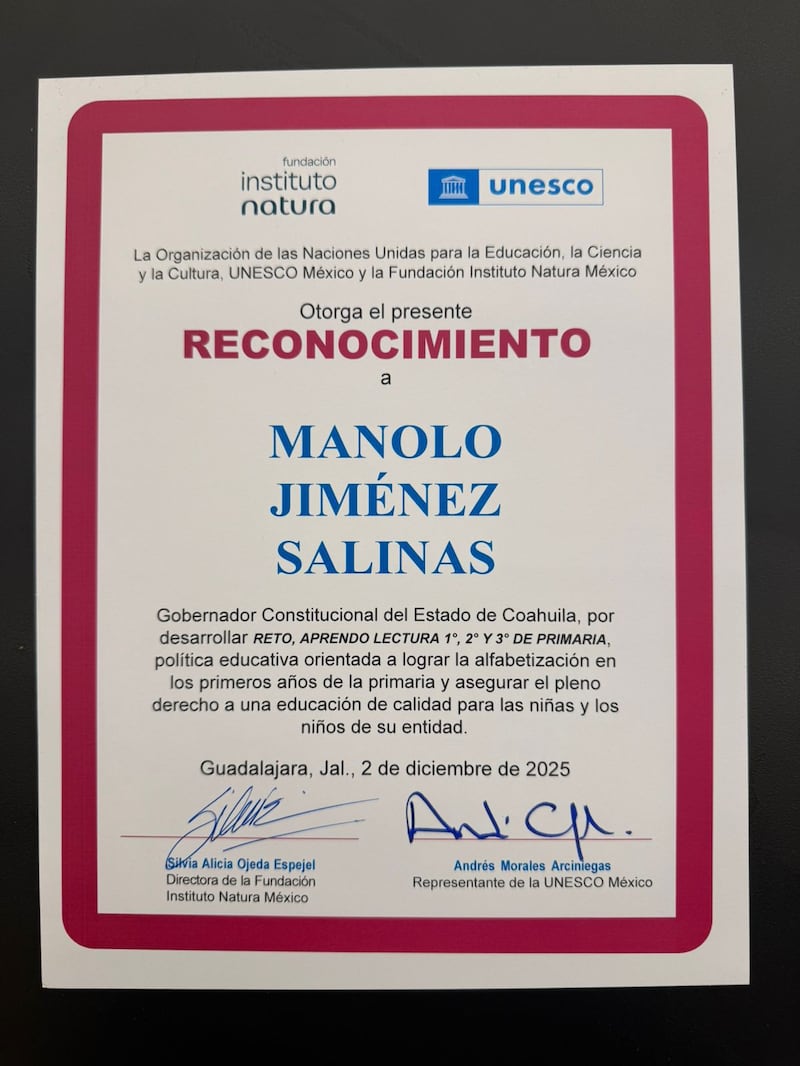 fundación
instituto
natura
unesco
La Organización de las Naciones Unidas para la Educación, la Ciencia
y la Cultura, UNESCO México y la Fundación Instituto Natura México
Otorga el presente
RECONOCIMIENTO
a
MANOLO
JIMÉNEZ
SALINAS
Gobernador Constitucional del Estado de Coahuila, por
desarrollar RETO, APRENDO LECTURA 1°, 2° Y 3° DE PRIMARIA,
política educativa orientada a lograr la alfabetización en
los primeros años de la primaria y asegurar el pleno
derecho a una educación de calidad para las niñas y los
niños de su entidad.
Guadalajara, Jal., 2 de diciembre de 2025
Silvia Alicia Ojeda Espejel
Directora de la Fundación
Instituto Natura México
Andrés Morales Arciniegas
Representante de la UNESCO México